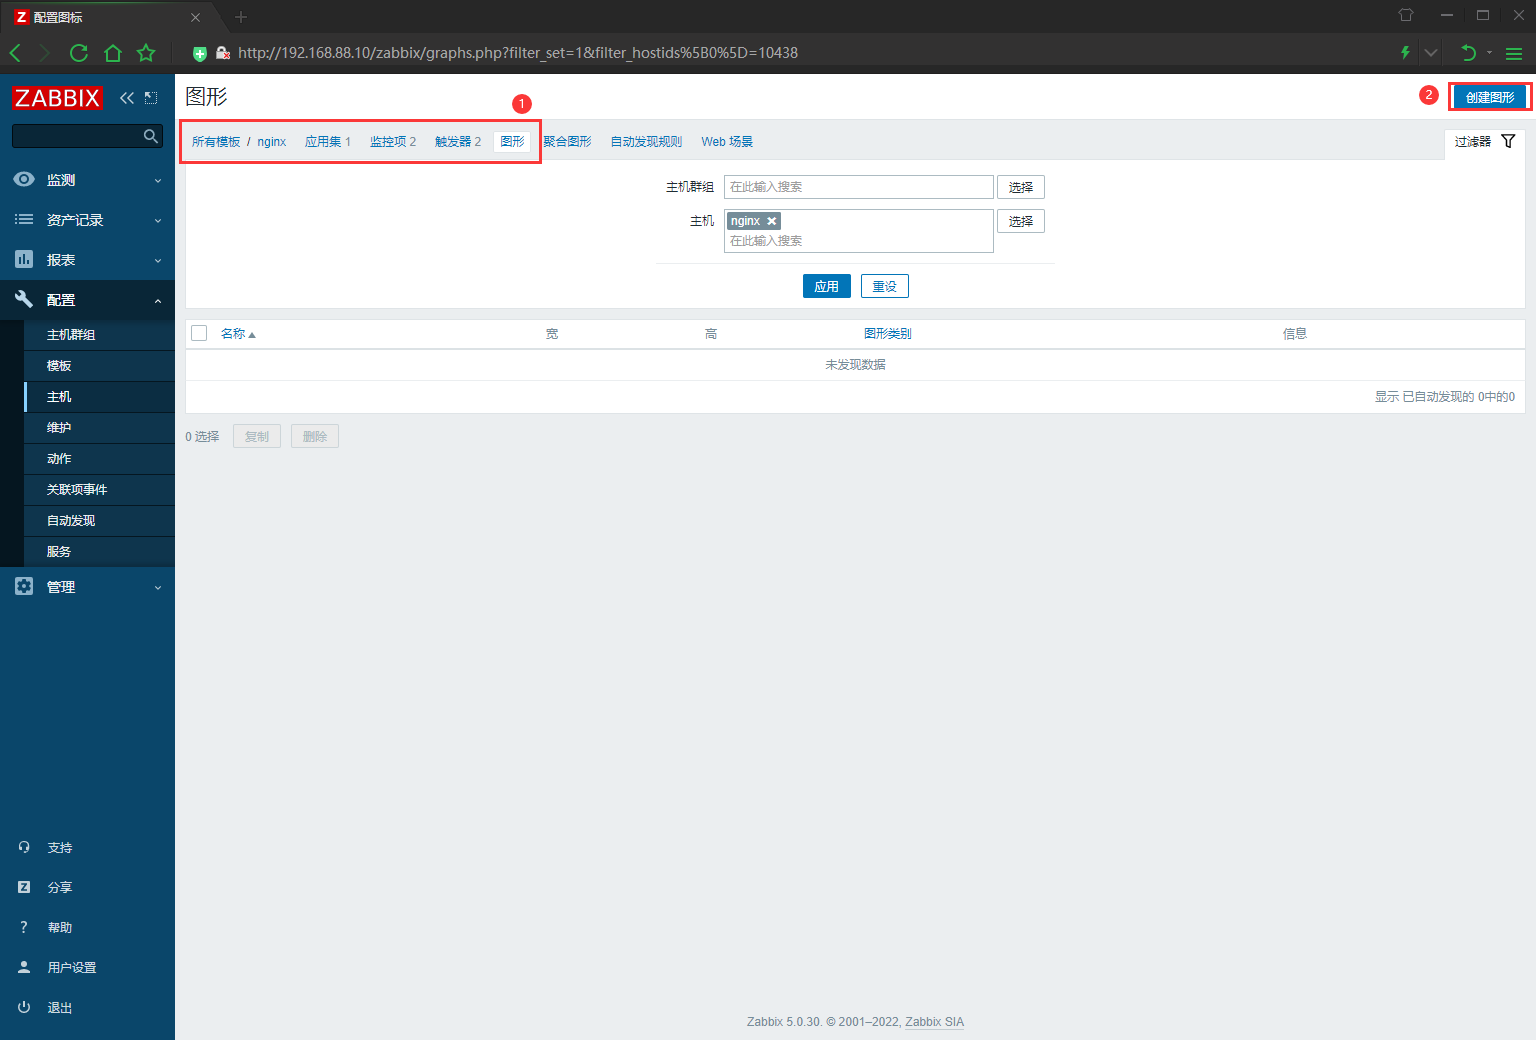 配置图标
http://192.168.88.10/zabbix/graphs.php?filter_set=1&filter_hostids%5B0%5D=10438
ZABBIX
监测
资产记录
报表
配置
主机群组
模板
主机
维护
动作
关联项事件
自动发现
服务
管理
支持
分享
帮助
用户设置
退出
图形
1
2
创建图形
所有模板 / nginx 应用集 1 监控项 2 触发器 2 图形 聚合图形 自动发现规则 Web 场景
过滤器
主机群组 在此输入搜索 选择
主机 nginx 选择
在此输入搜索
应用 重设
名称 宽 高 图形类别 信息
未发现数据
显示 已自动发现的 0中的0
0 选择 复制 删除
Zabbix 5.0.30. © 2001–2022, Zabbix SIA